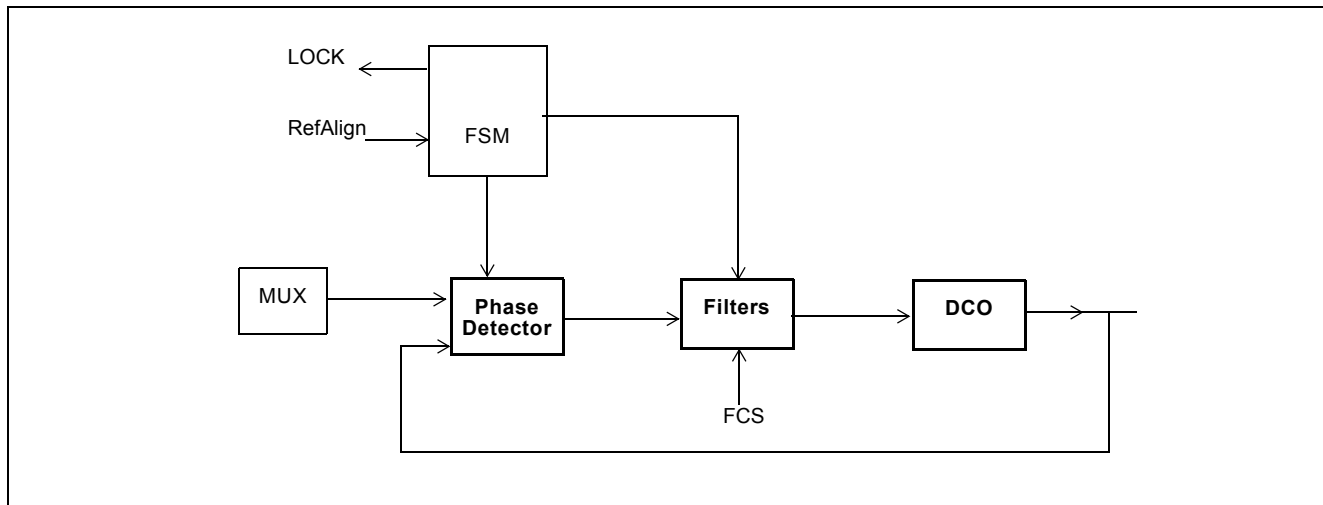 LOCK
RefAlign
FSM
MUX
Phase
Detector
Filters
DCO
FCS